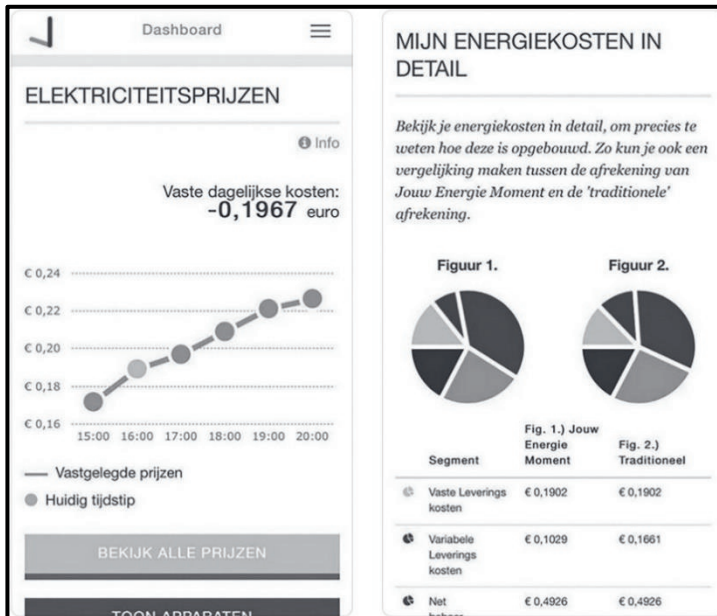 Dashboard
ELEKTRICITEITSPRIJZEN
Info
Vaste dagelijkse kosten:
-0,1967 euro
€ 0,24
€ 0,22
€ 0,20
€ 0,18
€ 0,16
15:00 16:00 17:00 18:00 19:00 20:00
Vastgelegde prijzen
Huidig tijdstip
BEKIJK ALLE PRIJZEN
TOON APPARATEN
MIJN ENERGIEKOSTEN IN
DETAIL
Bekijk je energiekosten in detail, om precies te
weten hoe deze is opgebouwd. Zo kun je ook een
vergelijking maken tussen de afrekening van
Jouw Energie Moment en de 'traditionele'
afrekening.
Figuur 1. Figuur 2.
Fig. 1.) Jouw
Energie Fig. 2.)
Segment Moment Traditioneel
Vaste Leverings € 0,1902 € 0,1902
kosten
Variabele € 0,1029 € 0,1661
Leverings
kosten
Net € 0,4926 € 0,4926